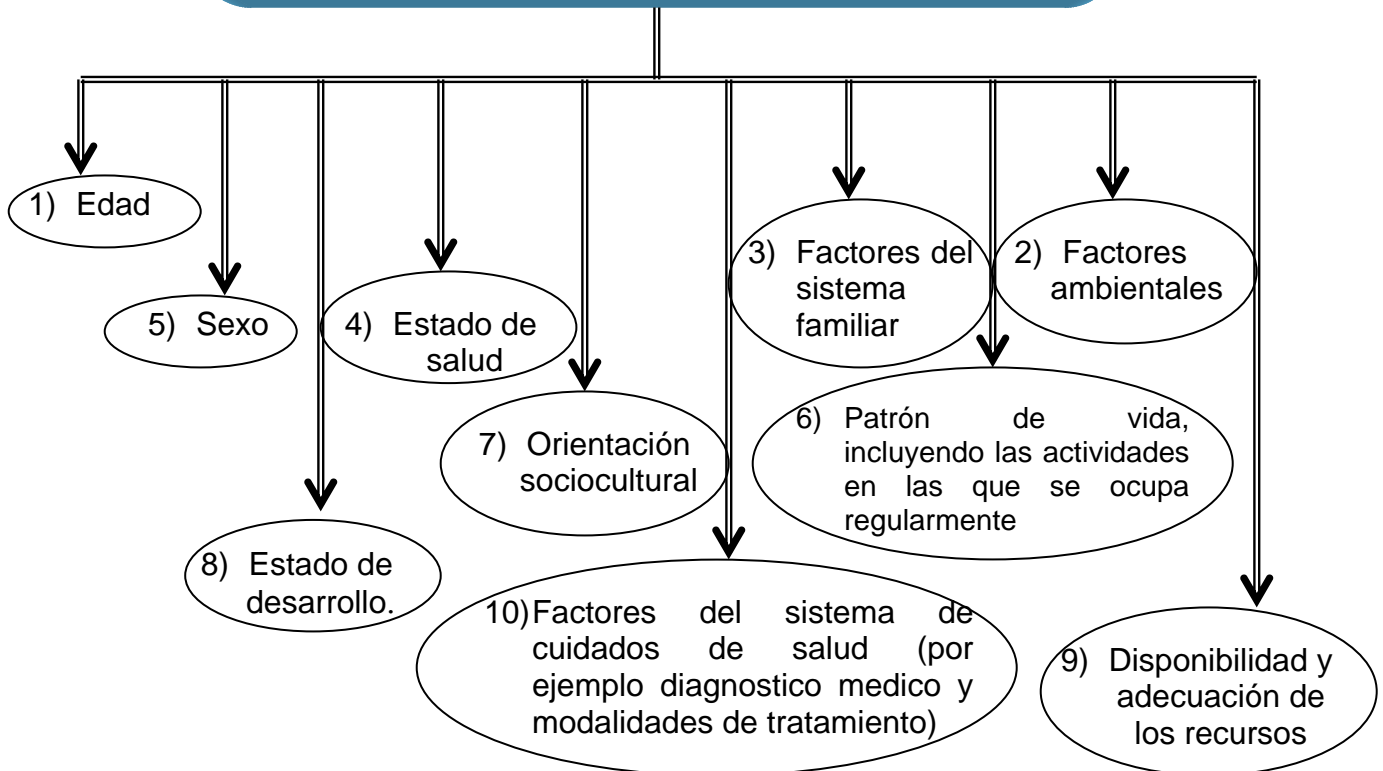 1) Edad
5) Sexo
8) Estado de
desarrollo.
4) Estado de
salud
7) Orientación
sociocultural
10)Factores del sistema de
cuidados de salud (por
ejemplo diagnostico medico y
modalidades de tratamiento)
3) Factores del
sistema
familiar
6) Patrón de vida,
incluyendo las actividades
en las que se ocupa
regularmente
2) Factores
ambientales
9) Disponibilidad y
adecuación de
los recursos